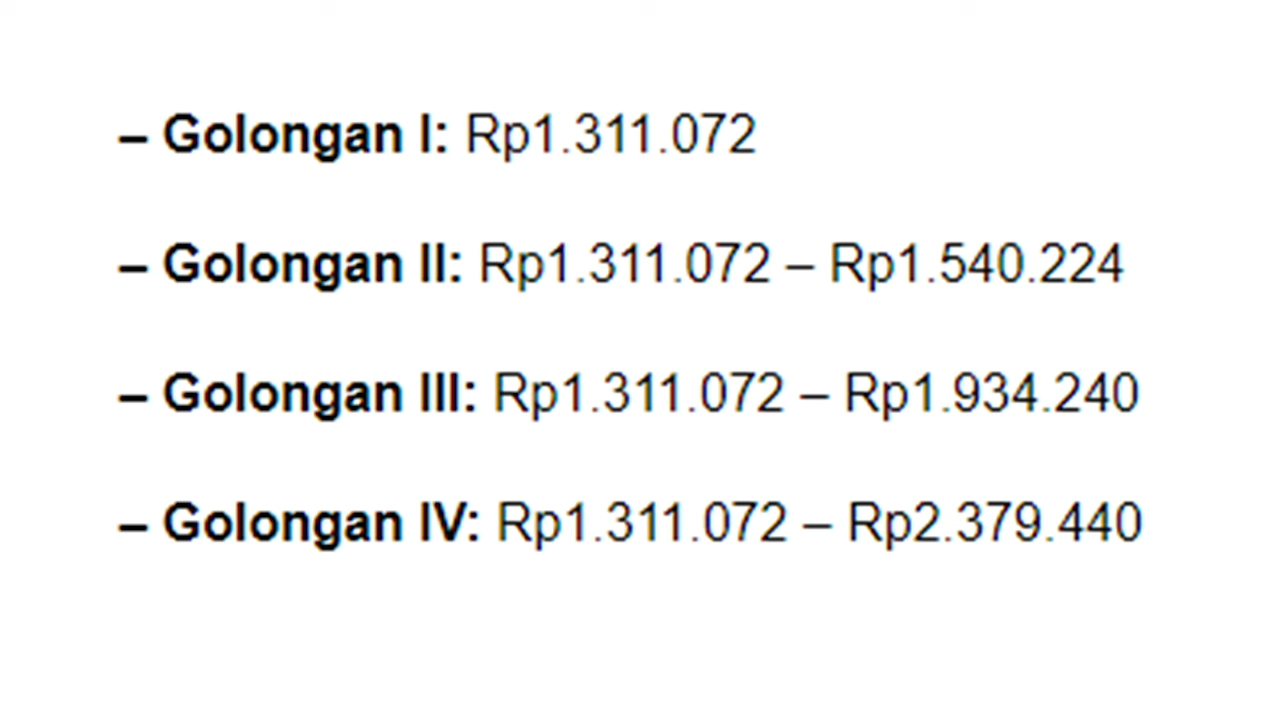 – Golongan I: Rp1.311.072
– Golongan II: Rp1.311.072 – Rp1.540.224
– Golongan III: Rp1.311.072 – Rp1.934.240
– Golongan IV: Rp1.311.072 – Rp2.379.440